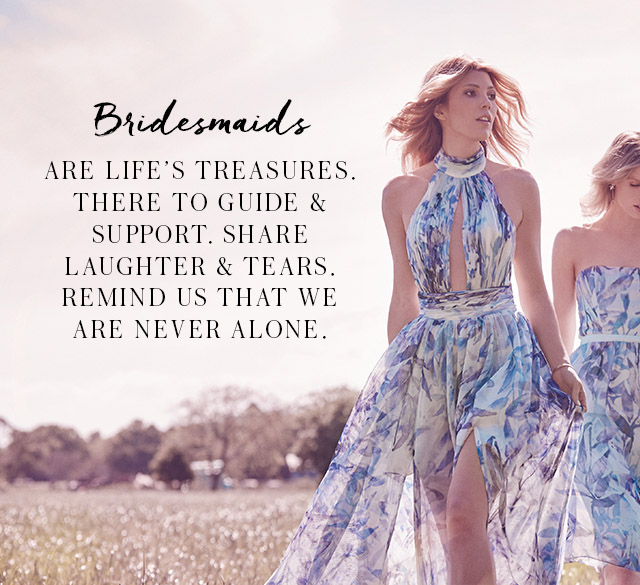 Bridesmaids
ARE LIFE'S TREASURES.
THERE TO GUIDE &
SUPPORT. SHARE
LAUGHTER & TEARS.
REMIND US THAT WE
ARE NEVER ALONE.